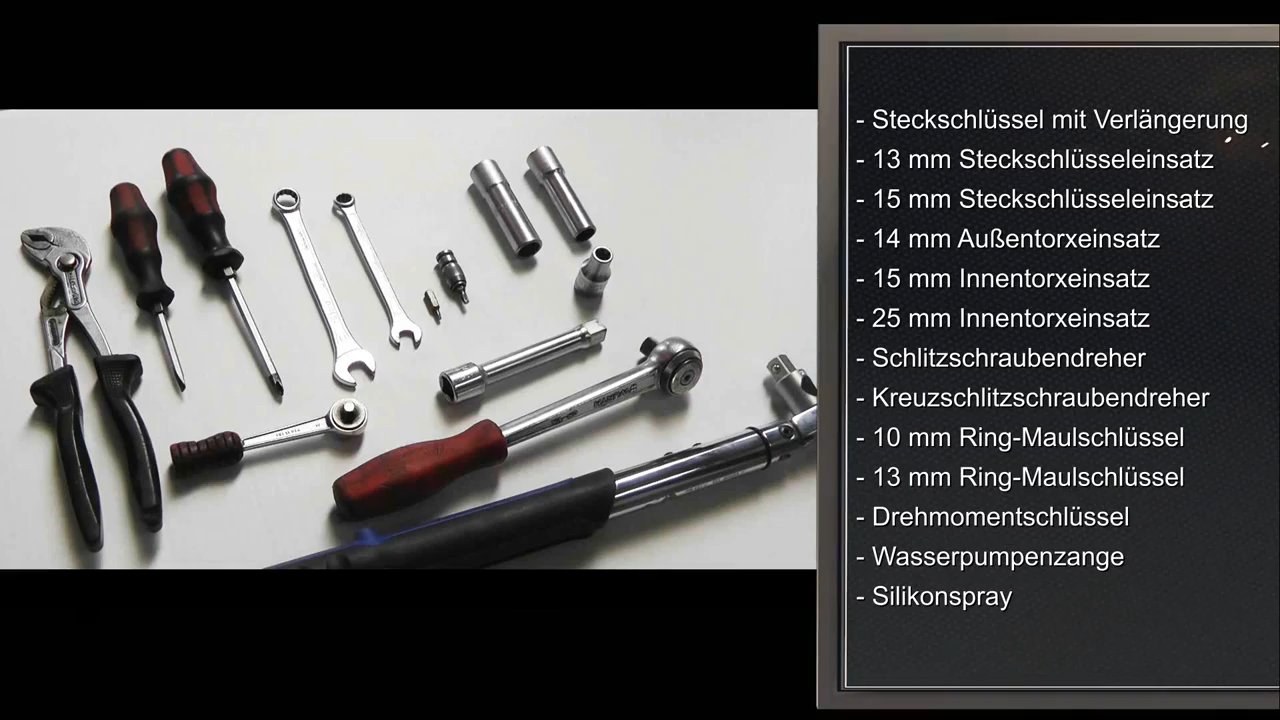 - Steckschlüssel mit Verlängerung
- 13 mm Steckschlüsseleinsatz
- 15 mm Steckschlüsseleinsatz
- 14 mm Außentorxeinsatz
- 15 mm Innentorxeinsatz
- 25 mm Innentorxeinsatz
- Schlitzschraubendreher
- Kreuzschlitzschraubendreher
- 10 mm Ring-Maulschlüssel
- 13 mm Ring-Maulschlüssel
- Drehmomentschlüssel
- Wasserpumpenzange
- Silikonspray